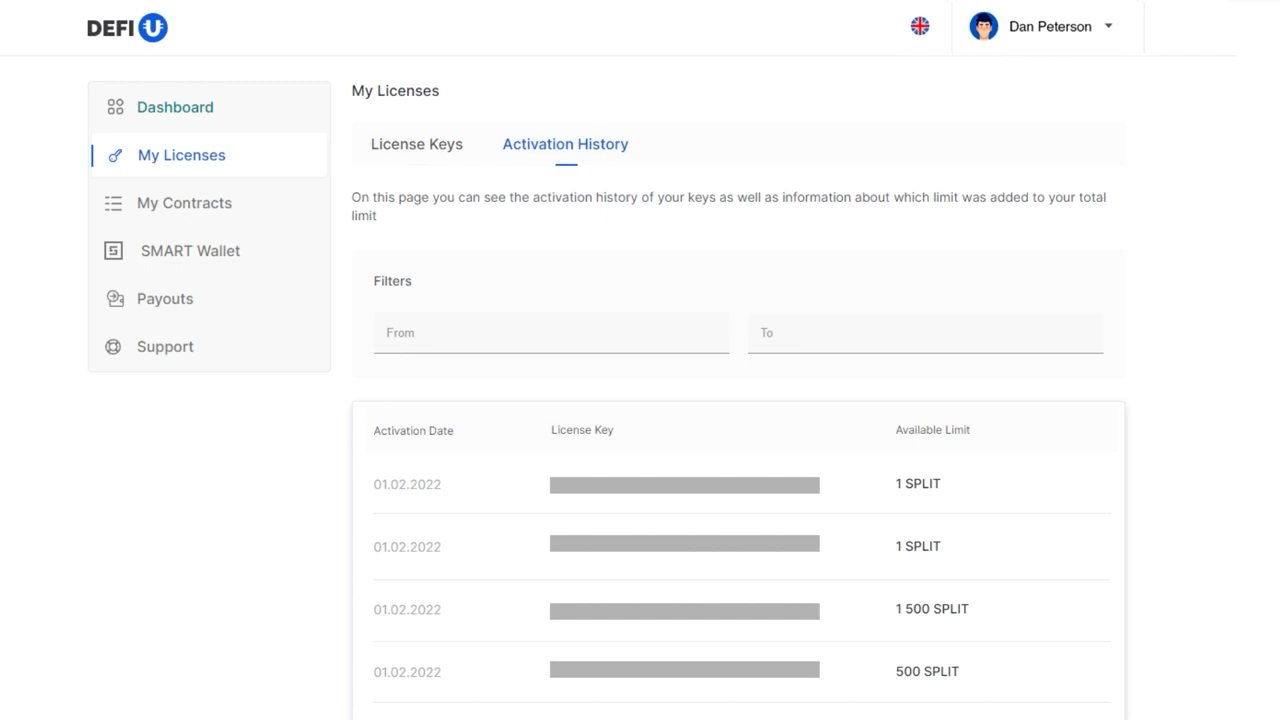 DEFI U
Dan Peterson
Dashboard
My Licenses
My Contracts
SMART Wallet
Payouts
Support
My Licenses
License Keys
Activation History
On this page you can see the activation history of your keys as well as information about which limit was added to your total
limit
Filters
From
To
Activation Date
License Key
Available Limit
01.02.2022
1 SPLIT
01.02.2022
1 SPLIT
01.02.2022
1 500 SPLIT
01.02.2022
500 SPLIT